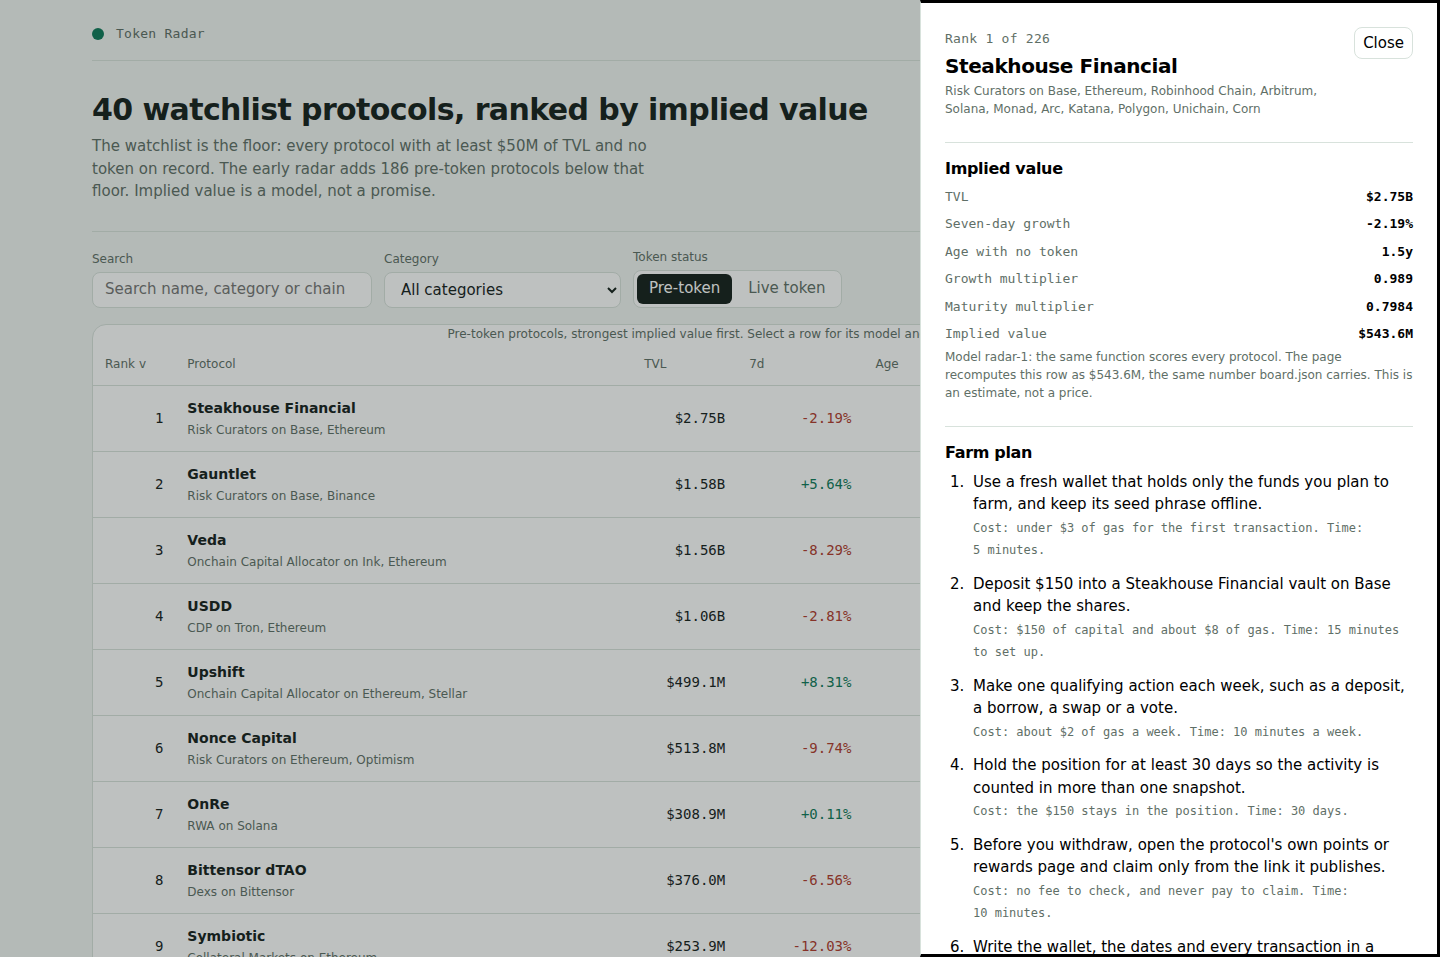 Token Radar
40 watchlist protocols, ranked by implied value
The watchlist is the floor: every protocol with at least $50M of TVL and no
token on record. The early radar adds 186 pre-token protocols below that
floor. Implied value is a model, not a promise.
Search
Category
Token status
Search name, category or chain
All categories
Pre-token
Live token
Pre-token protocols, strongest implied value first. Select a row for its model an
Rank v
Protocol
TVL
7d
Age
1
Steakhouse Financial
Risk Curators on Base, Ethereum
$2.75B
-2.19%
2
Gauntlet
Risk Curators on Base, Binance
$1.58B
+5.64%
3
Veda
Onchain Capital Allocator on Ink, Ethereum
$1.56B
-8.29%
4
USDD
CDP on Tron, Ethereum
$1.06B
-2.81%
5
Upshift
Onchain Capital Allocator on Ethereum, Stellar
$499.1M
+8.31%
6
Nonce Capital
Risk Curators on Ethereum, Optimism
$513.8M
-9.74%
7
OnRe
RWA on Solana
$308.9M
+0.11%
8
Bittensor dTAO
Dexs on Bittensor
$376.0M
-6.56%
9
Symbiotic
Collateral Markets on Ethereum
$253.9M
-12.03%
Rank 1 of 226
Close
Steakhouse Financial
Risk Curators on Base, Ethereum, Robinhood Chain, Arbitrum,
Solana, Monad, Arc, Katana, Polygon, Unichain, Corn
Implied value
TVL $2.75B
Seven-day growth -2.19%
Age with no token 1.5y
Growth multiplier 0.989
Maturity multiplier 0.7984
Implied value $543.6M
Model radar-1: the same function scores every protocol. The page
recomputes this row as $543.6M, the same number board.json carries. This is
an estimate, not a price.
Farm plan
1. Use a fresh wallet that holds only the funds you plan to
farm, and keep its seed phrase offline.
Cost: under $3 of gas for the first transaction. Time:
5 minutes.
2. Deposit $150 into a Steakhouse Financial vault on Base
and keep the shares.
Cost: $150 of capital and about $8 of gas. Time: 15 minutes
to set up.
3. Make one qualifying action each week, such as a deposit,
a borrow, a swap or a vote.
Cost: about $2 of gas a week. Time: 10 minutes a week.
4. Hold the position for at least 30 days so the activity is
counted in more than one snapshot.
Cost: the $150 stays in the position. Time: 30 days.
5. Before you withdraw, open the protocol's own points or
rewards page and claim only from the link it publishes.
Cost: no fee to check, and never pay to claim. Time:
10 minutes.
6. Write the wallet, the dates and every transaction in a